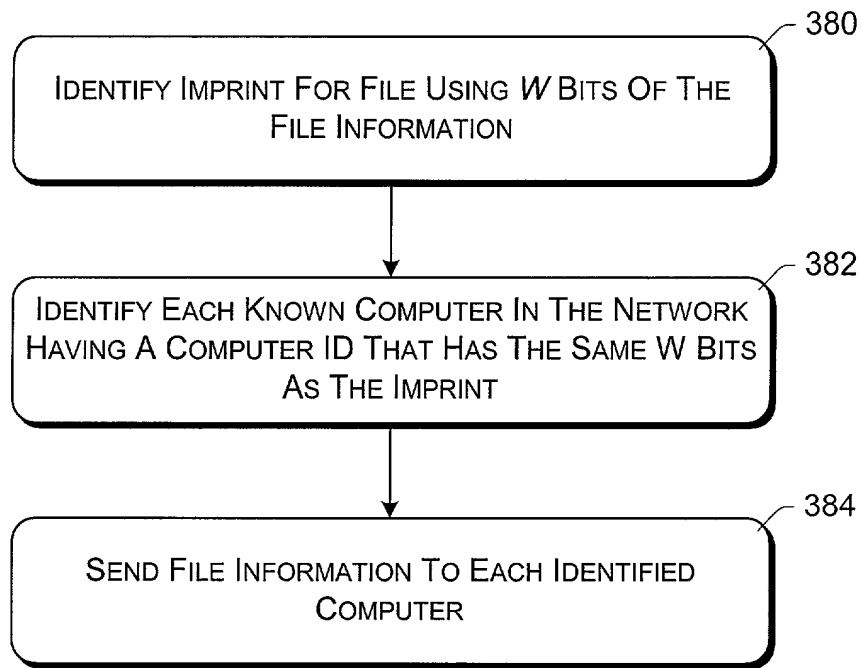 380
IDENTIFY IMPRINT FOR FILE USING W BITS OF THE
FILE INFORMATION
382
IDENTIFY EACH KNOWN COMPUTER IN THE NETWORK
HAVING A COMPUTER ID THAT HAS THE SAME W BITS
AS THE IMPRINT
384
SEND FILE INFORMATION TO EACH IDENTIFIED
COMPUTER